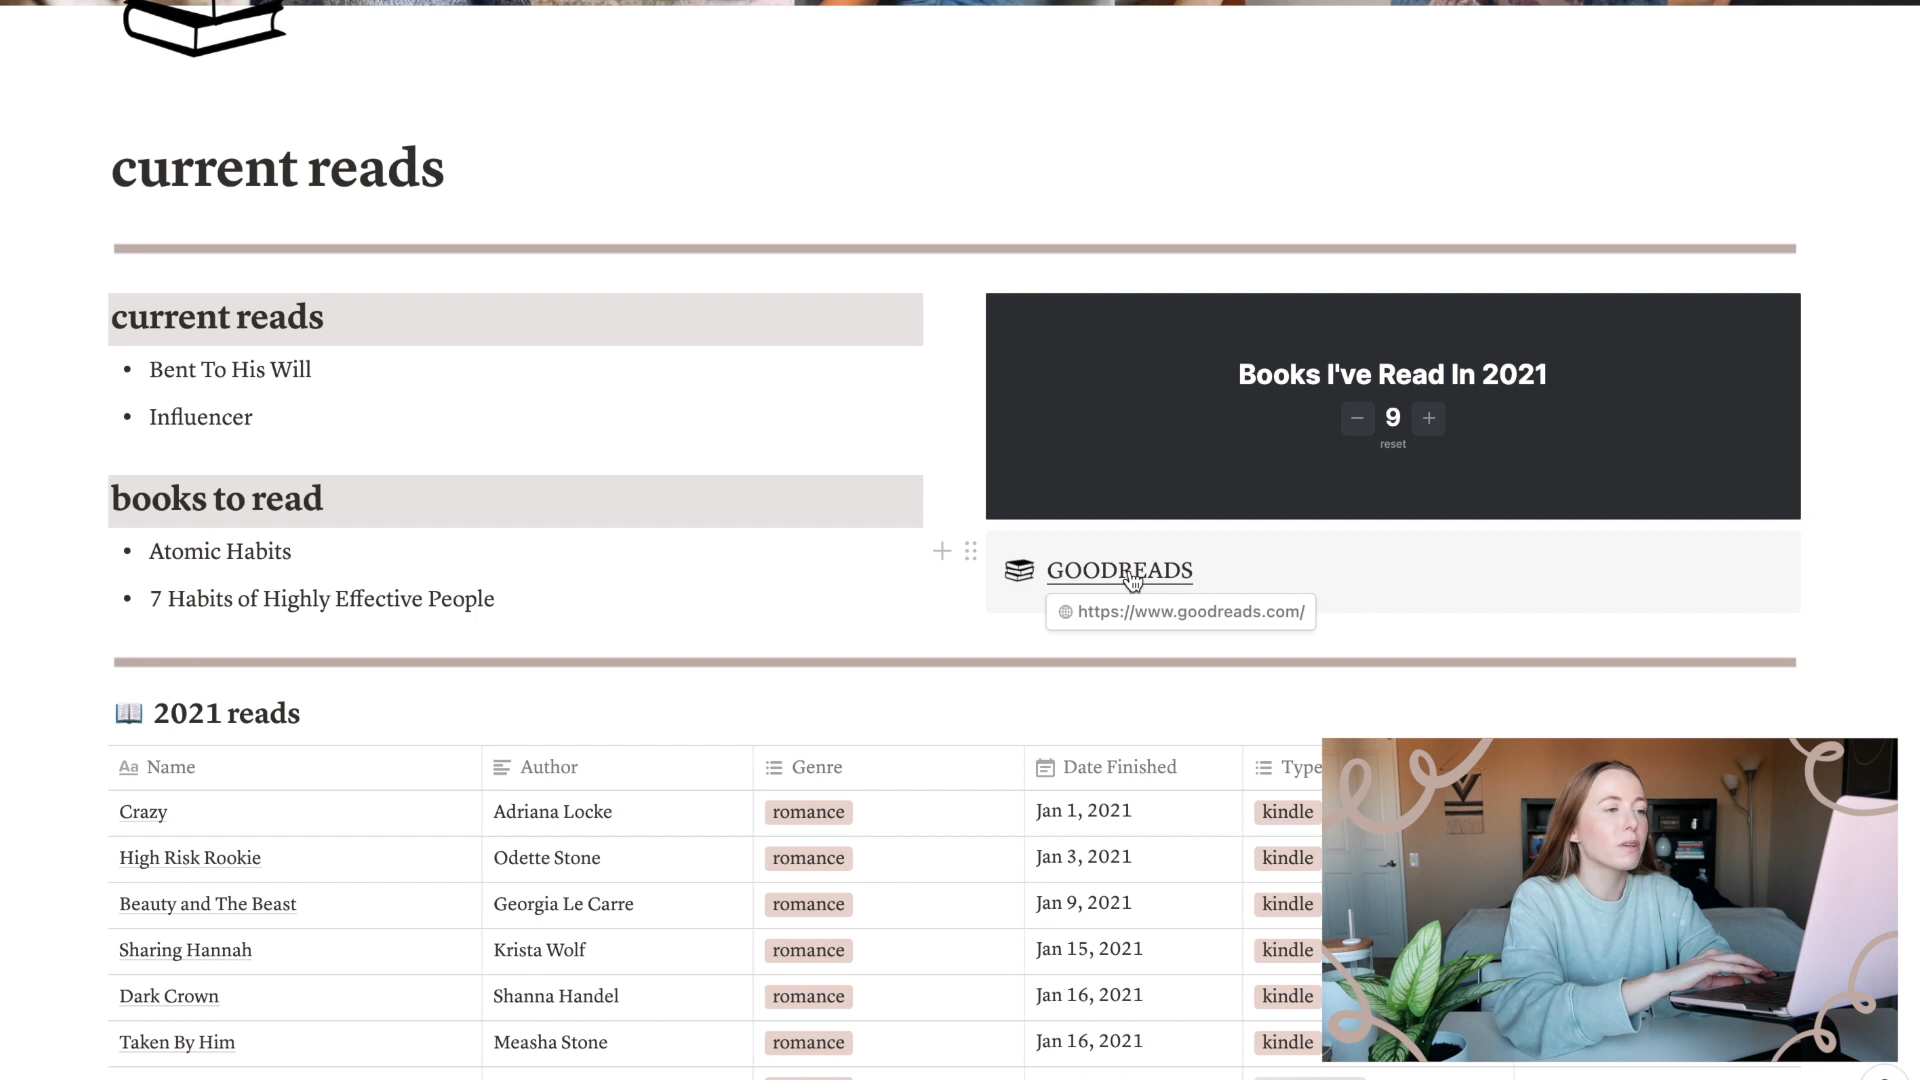 current reads
current reads
• Bent To His Will
• Influencer
books to read
• Atomic Habits
• 7 Habits of Highly Effective People
Books I've Read In 2021
− 9 +
reset
GOODREADS
https://www.goodreads.com/
2021 reads
Aa Name Author Genre Date Finished Type
Crazy Adriana Locke romance Jan 1, 2021 kindle
High Risk Rookie Odette Stone romance Jan 3, 2021 kindle
Beauty and The Beast Georgia Le Carre romance Jan 9, 2021 kindle
Sharing Hannah Krista Wolf romance Jan 15, 2021 kindle
Dark Crown Shanna Handel romance Jan 16, 2021 kindle
Taken By Him Measha Stone romance Jan 16, 2021 kindle